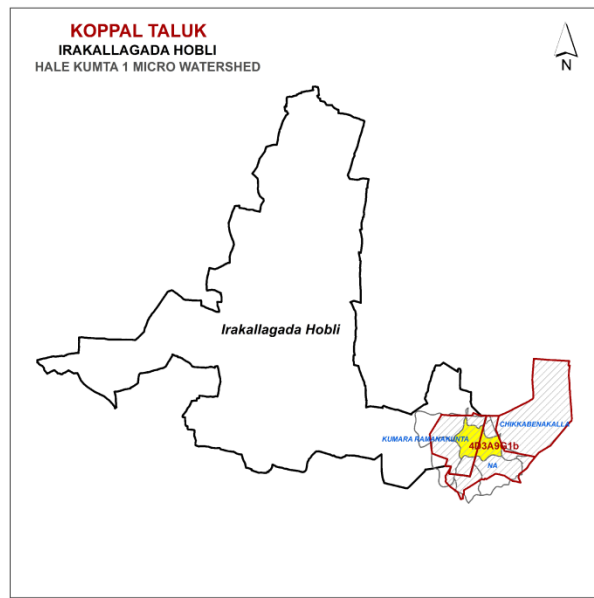 KOPPAL TALUK
IRAKALLAGADA HOBLI
HALE KUMTA 1 MICRO WATERSHED
N
Irakallagada Hobli
CHIKKABENAKALLA
KUMARA RAMANAKUNTA
4D3A9G1b
NA